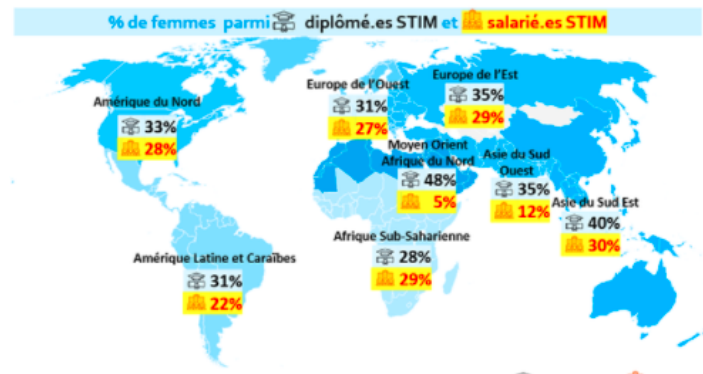 % de femmes parmi diplômé.es STIM et salarié.es STIM
Amérique du Nord
33%
28%
Europe de l'Ouest
31%
27%
Europe de l'Est
35%
29%
Moyen Orient
Afrique du Nord
48%
5%
Asie du Sud
Ouest
35%
12%
Asie du Sud Est
40%
30%
Afrique Sub-Saharienne
28%
29%
Amérique Latine et Caraïbes
31%
22%